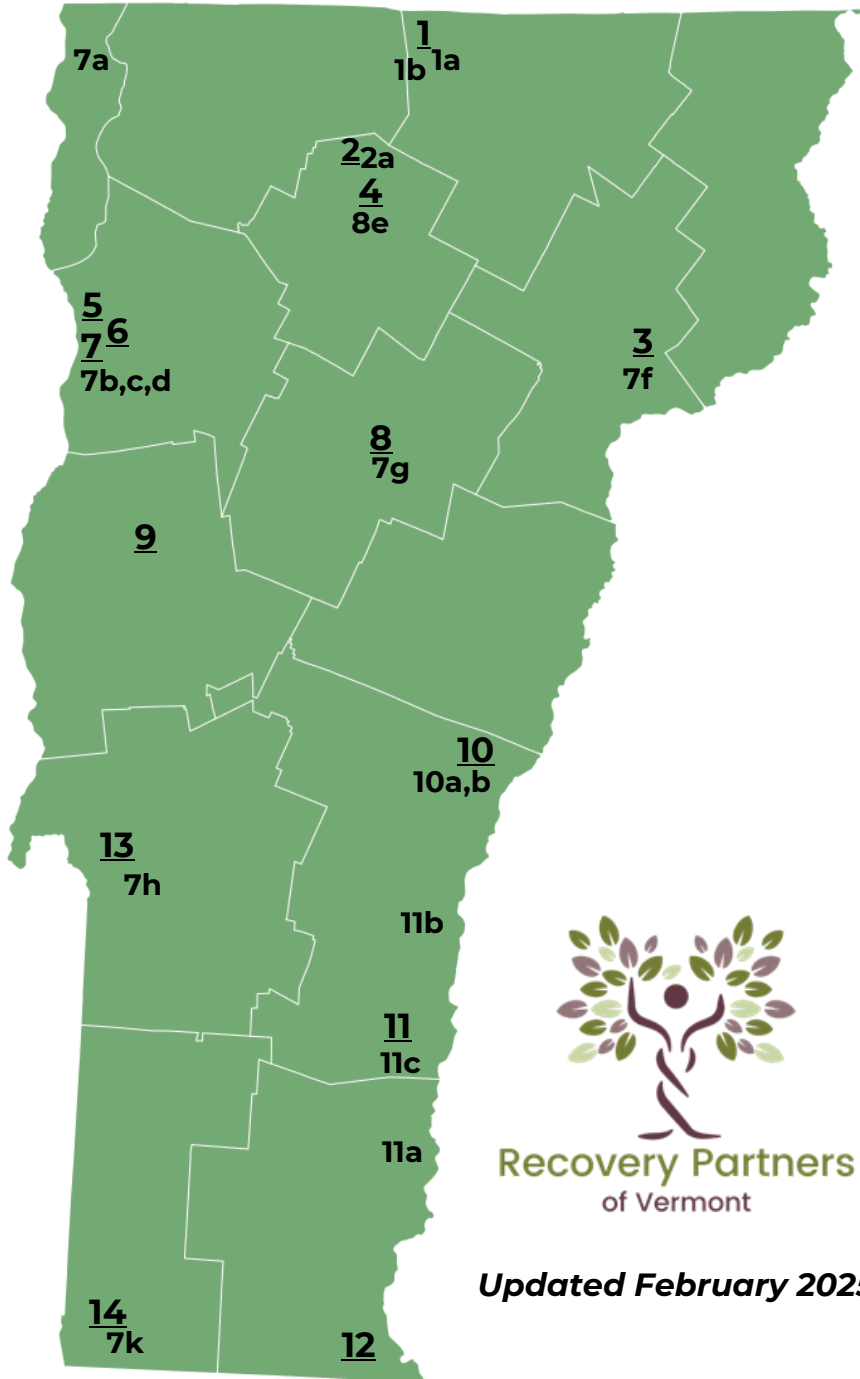 1
7a
1b 1a
2 2a
4
8e
5
6
7
3
7b,c,d
7f
8
7g
9
10
10a,b
13
7h
11b
11
11c
11a
Recovery Partners
of Vermont
Updated February 2025
14
7k
12